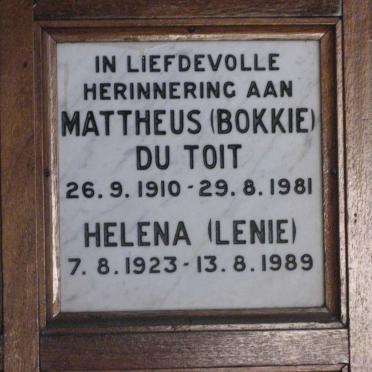 IN LIEFDEVOLLE
HERINNERING AAN
MATTHEUS (BOKKIE)
DU TOIT
26.9.1910 - 29.8.1981
HELENA (LENIE)
7.8.1923 - 13.8.1989